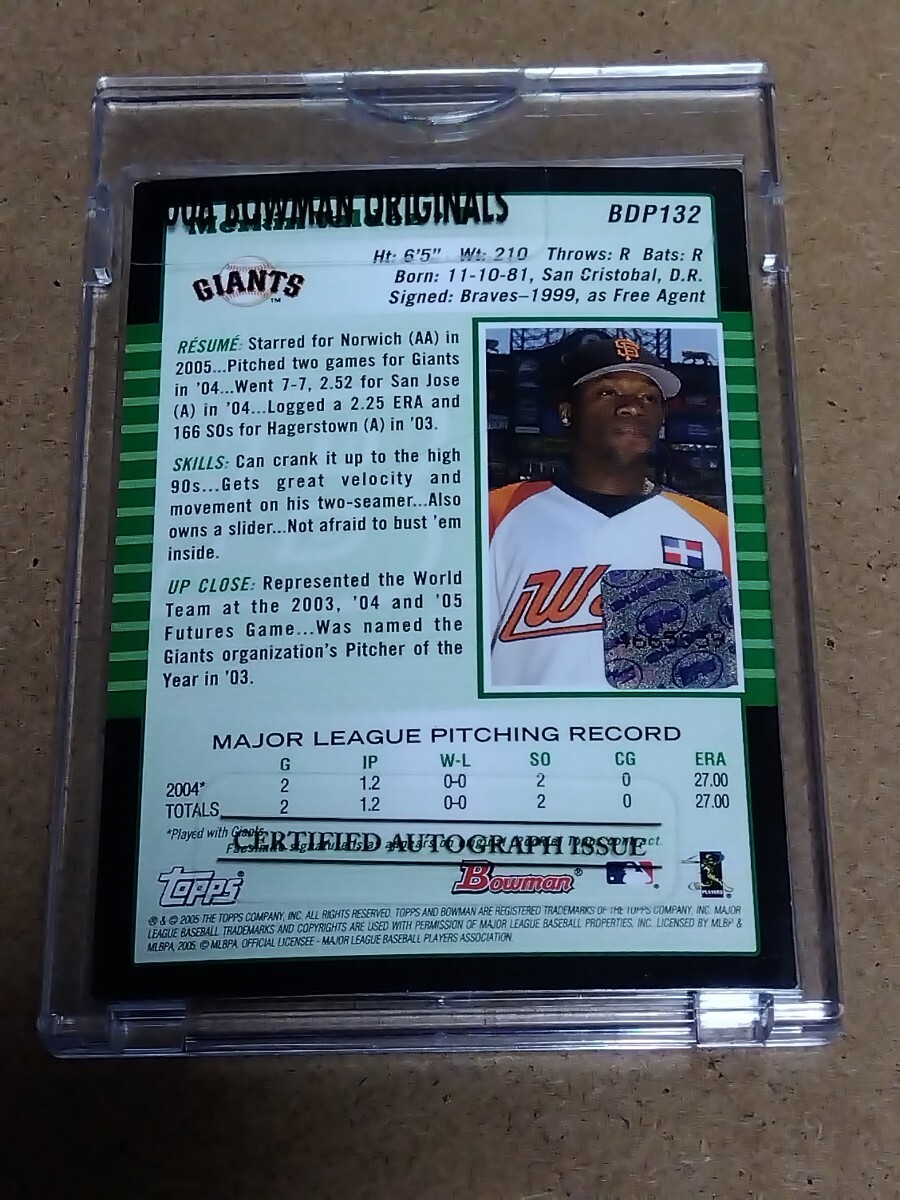 BOWMAN ORIGINALS
BDP132
Ht: 6'5" Wt: 210 Throws: R Bats: R
Born: 11-10-81, San Cristobal, D.R.
Signed: Braves–1999, as Free Agent
GIANTS™
RÉSUMÉ: Starred for Norwich (AA) in
2005...Pitched two games for Giants
in '04...Went 7-7, 2.52 for San Jose
(A) in '04...Logged a 2.25 ERA and
166 SOs for Hagerstown (A) in '03.
SKILLS: Can crank it up to the high
90s...Gets great velocity and
movement on his two-seamer...Also
owns a slider...Not afraid to bust 'em
inside.
UP CLOSE: Represented the World
Team at the 2003, '04 and '05
Futures Game...Was named the
Giants organization's Pitcher of the
Year in '03.
SF
MAJOR LEAGUE PITCHING RECORD
G IP W-L SO CG ERA
2004* 2 1.2 0-0 2 0 27.00
TOTALS 2 1.2 0-0 2 0 27.00
*Played with Giants.
CERTIFIED AUTOGRAPH ISSUE
Topps® Bowman® PLAYERS
® & © 2005 THE TOPPS COMPANY, INC. ALL RIGHTS RESERVED. TOPPS AND BOWMAN ARE REGISTERED TRADEMARKS OF THE TOPPS COMPANY, INC. MAJOR
LEAGUE BASEBALL TRADEMARKS AND COPYRIGHTS ARE USED WITH PERMISSION OF MAJOR LEAGUE BASEBALL PROPERTIES, INC. LICENSED BY MLBP &
MLBPA, 2005. © MLBPA. OFFICIAL LICENSEE - MAJOR LEAGUE BASEBALL PLAYERS ASSOCIATION.